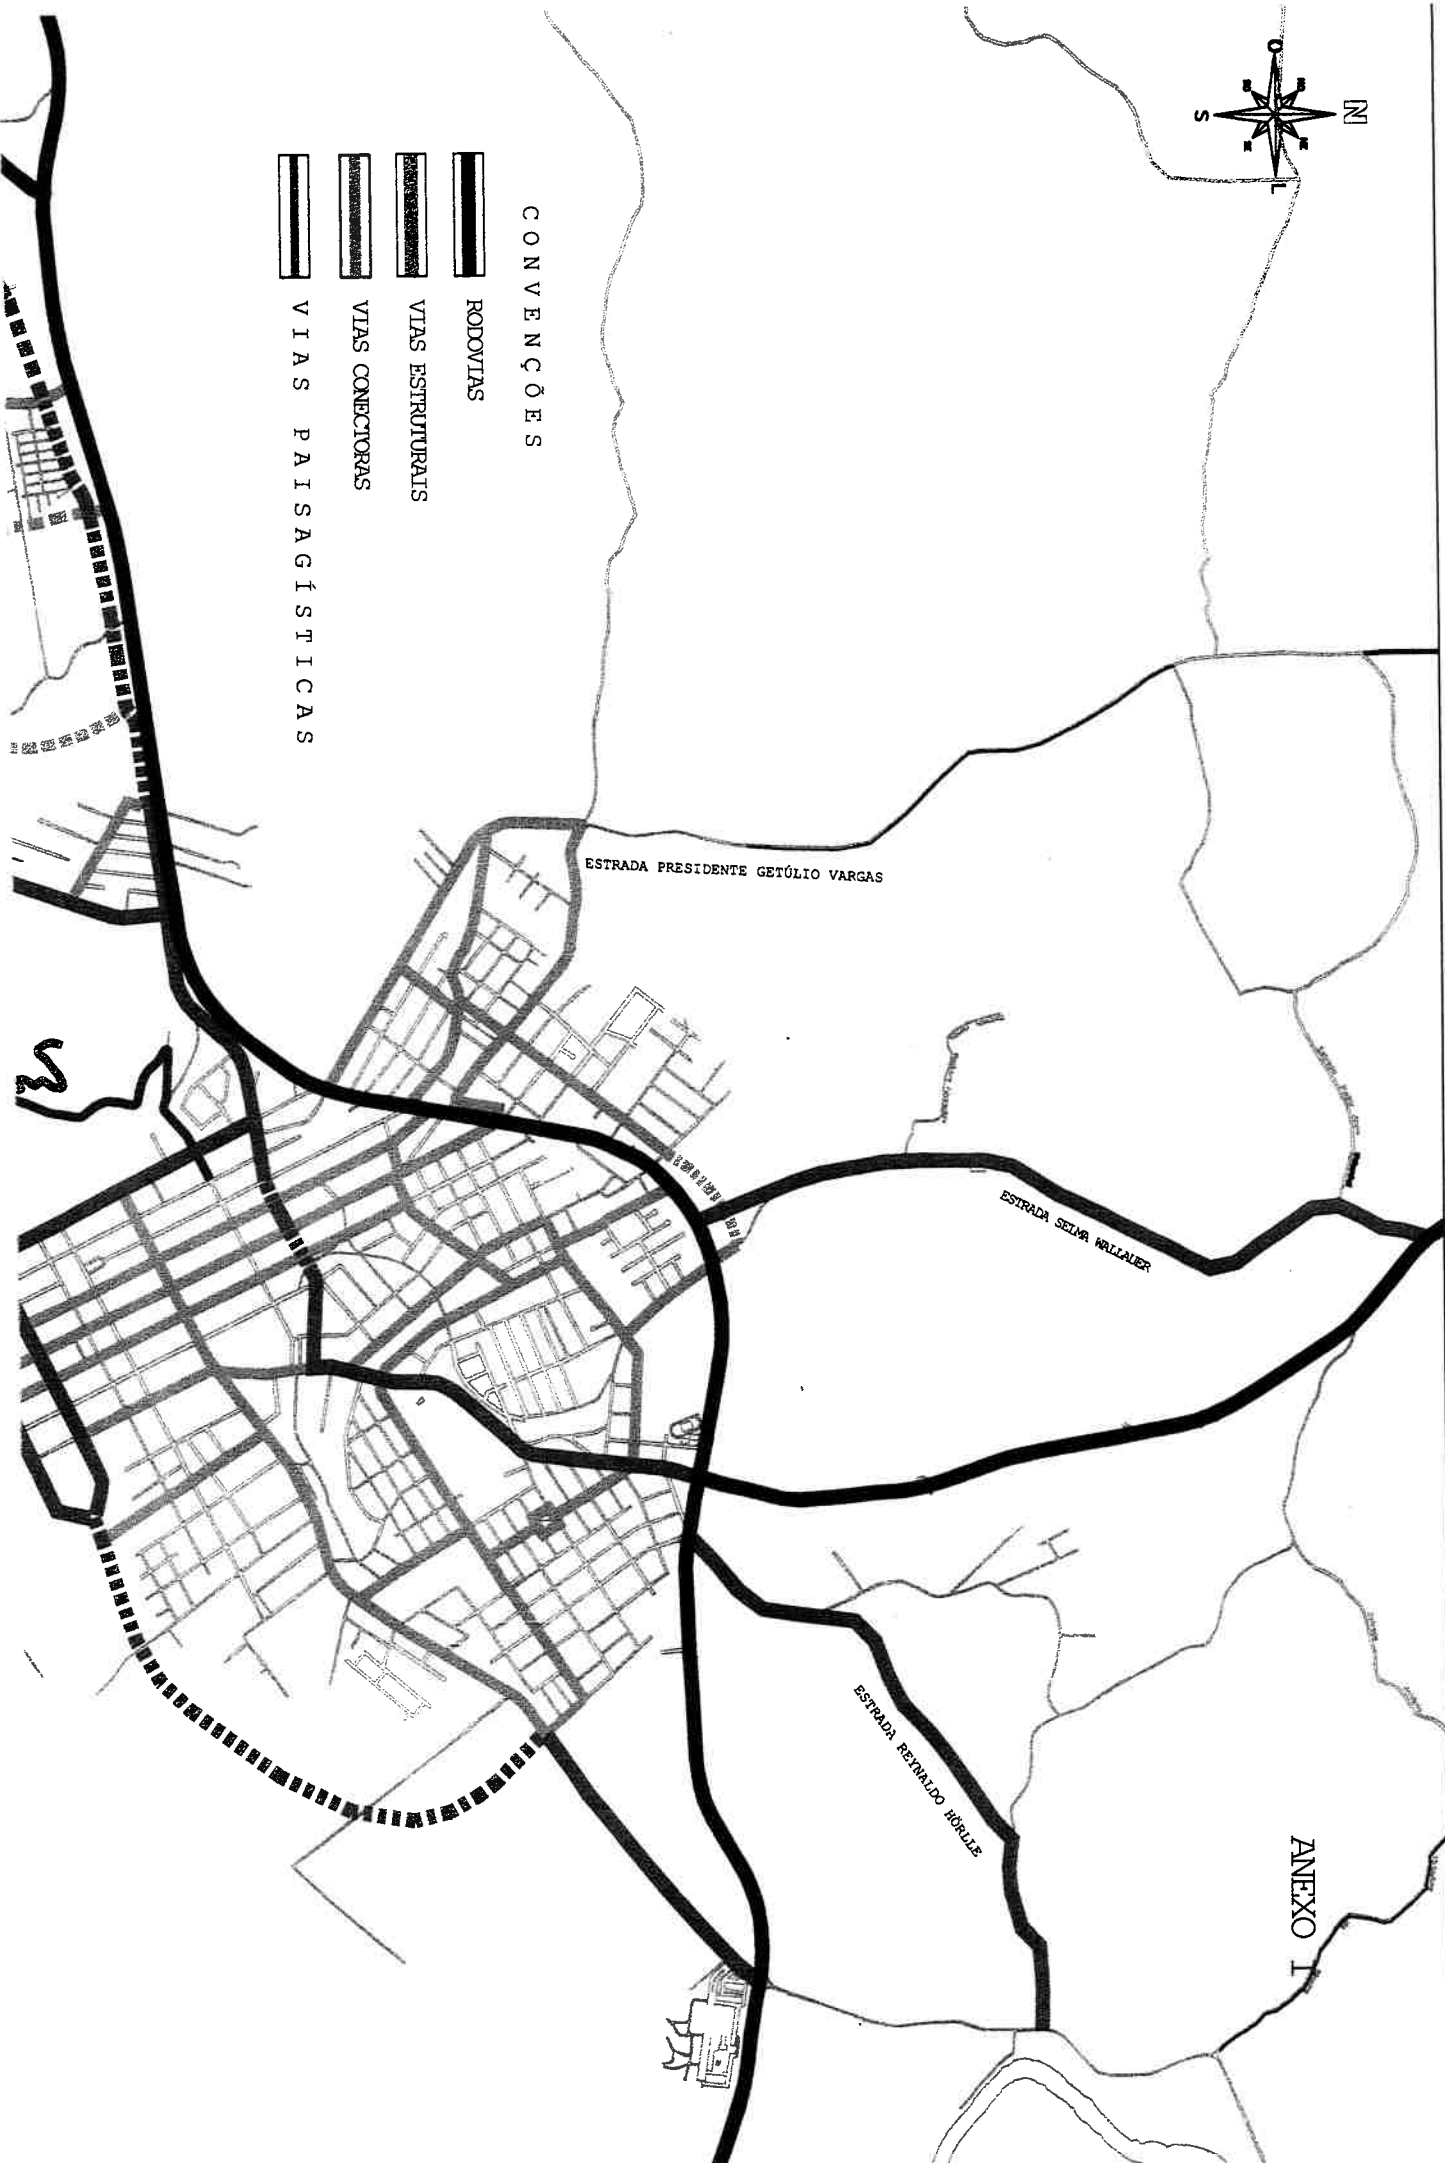 N
O
L
S
CONVENÇÕES
RODOVIAS
VIAS ESTRUTURAIS
VIAS CONECTORAS
VIAS PAISAGÍSTICAS
ESTRADA PRESIDENTE GETÚLIO VARGAS
ESTRADA SELMA WALLAUER
ESTRADA REYNALDO HÖRLLE
ANEXO I